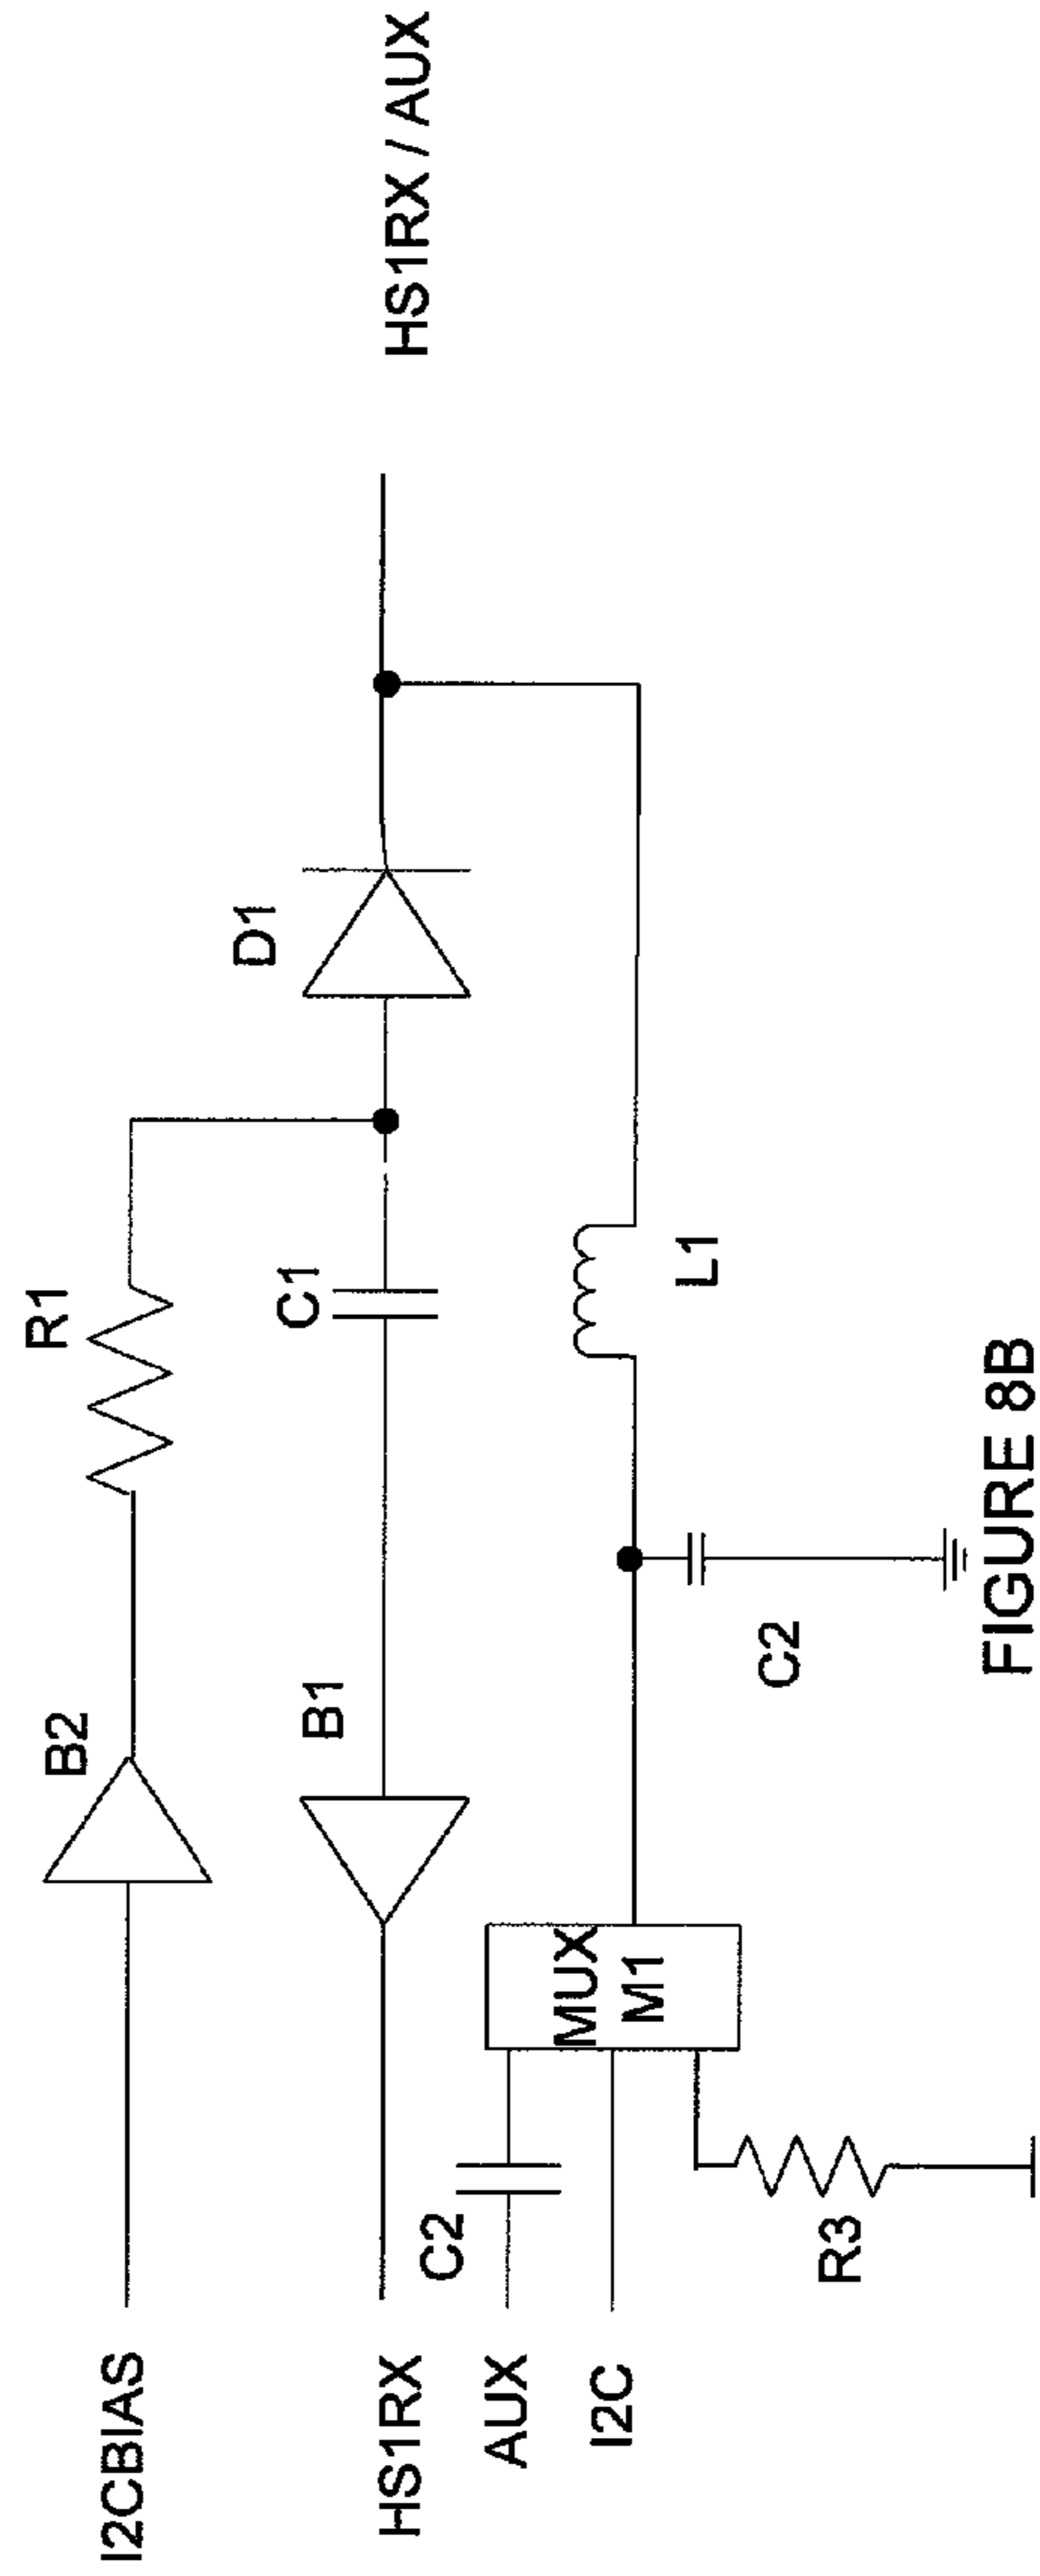 R1
B2
I2CBIAS
D1
C1
B1
HS1RX
HS1RX / AUX
C2
AUX
MUX
M1
I2C
L1
C2
R3
FIGURE 8B